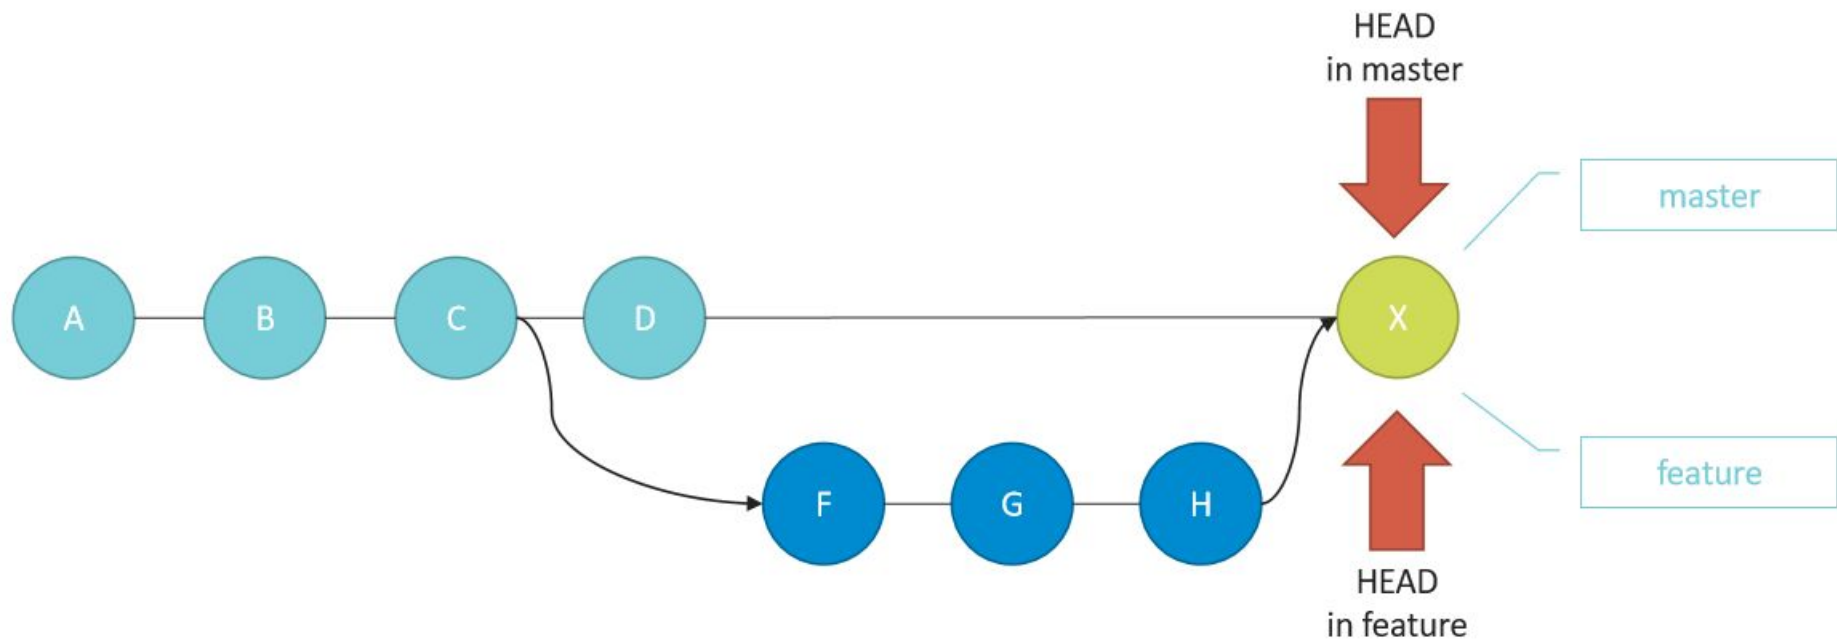 HEAD
in master
master
A
B
C
D
X
F
G
H
feature
HEAD
in feature